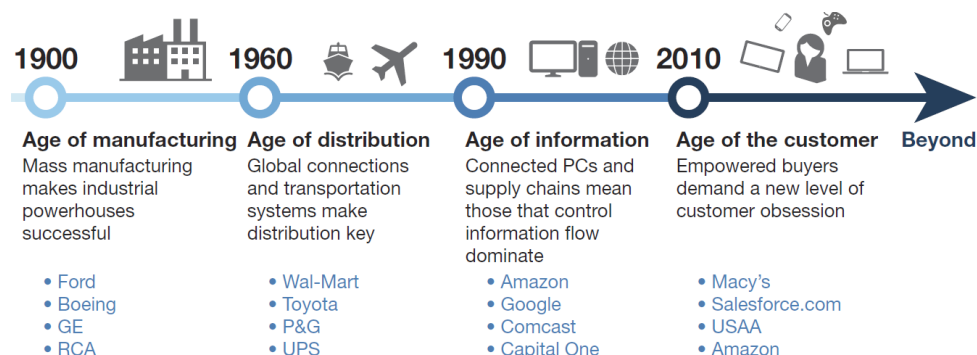 1900
1960
1990
2010
Age of manufacturing
Mass manufacturing
makes industrial
powerhouses
successful
• Ford
• Boeing
• GE
• RCA
Age of distribution
Global connections
and transportation
systems make
distribution key
• Wal-Mart
• Toyota
• P&G
• UPS
Age of information
Connected PCs and
supply chains mean
those that control
information flow
dominate
• Amazon
• Google
• Comcast
• Capital One
Age of the customer
Empowered buyers
demand a new level of
customer obsession
• Macy’s
• Salesforce.com
• USAA
• Amazon
Beyond